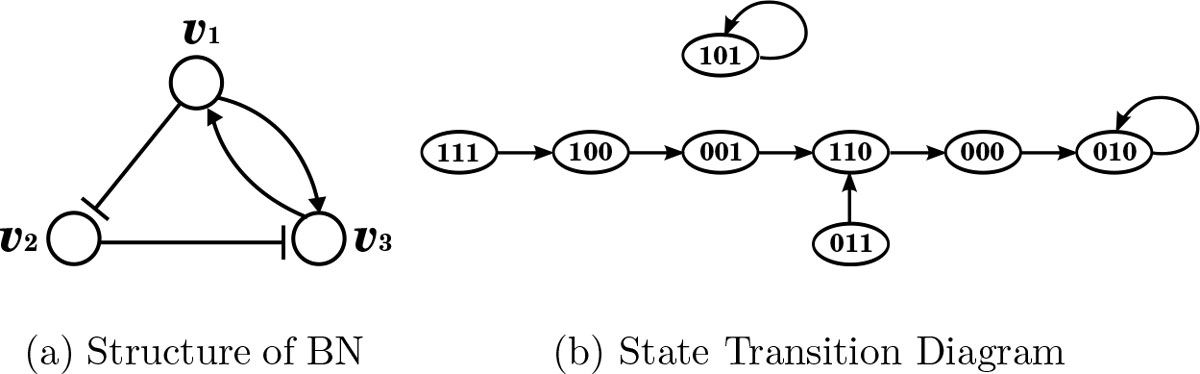 v1
v2
v3
101
111
100
001
110
000
010
011
(a) Structure of BN
(b) State Transition Diagram